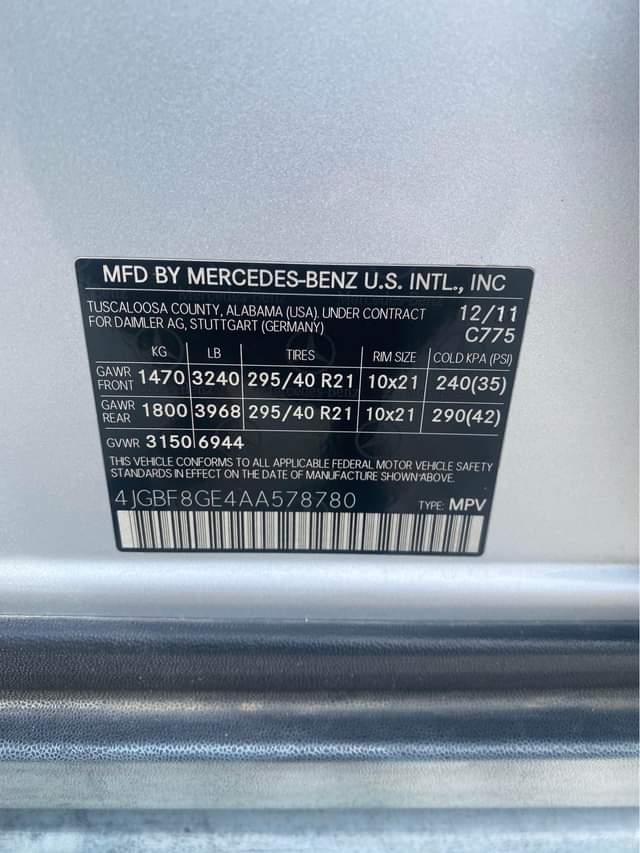 MFD BY MERCEDES-BENZ U.S. INTL., INC
TUSCALOOSA COUNTY, ALABAMA (USA). UNDER CONTRACT 12/11
FOR DAIMLER AG, STUTTGART (GERMANY) C775
KG LB TIRES RIM SIZE COLD KPA (PSI)
GAWR FRONT 1470 3240 295/40 R21 10x21 240(35)
GAWR REAR 1800 3968 295/40 R21 10x21 290(42)
GVWR 3150 6944
THIS VEHICLE CONFORMS TO ALL APPLICABLE FEDERAL MOTOR VEHICLE SAFETY
STANDARDS IN EFFECT ON THE DATE OF MANUFACTURE SHOWN ABOVE.
4JGBF8GE4AA578780 TYPE: MPV